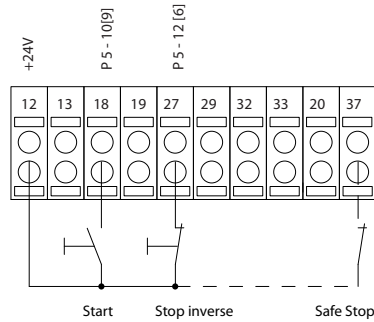 +24V
P 5 - 10[9]
P 5 - 12 [6]
12 13 18 19 27 29 32 33 20 37
Start Stop inverse Safe Stop